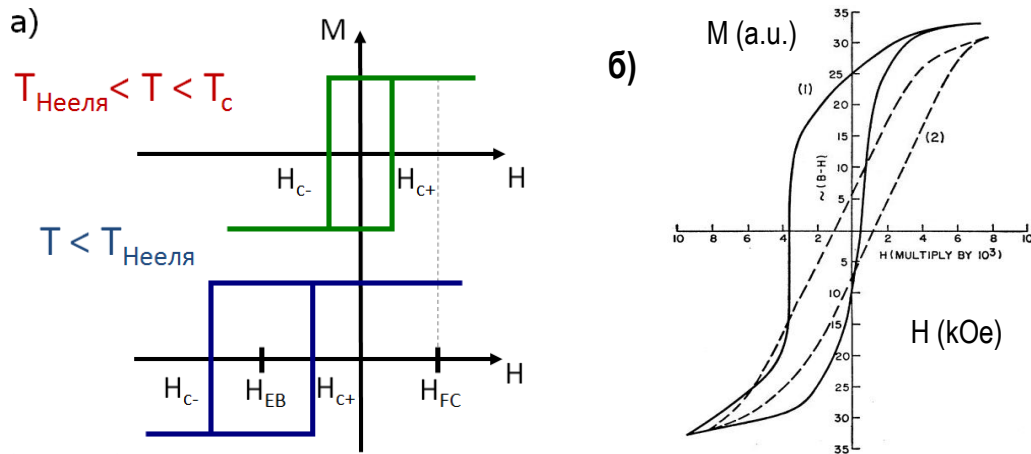 а)
M
T_Нееля < T < T_c
H_c-
H_c+
H
T < T_Нееля
H_c-
H_EB
H_c+
H_FC
H
б)
M (a.u.)
35
30
25
20
15
10
5
(1)
(2)
~(B-H)
10 8 6 4 2 0 2 4 6 8 10
H (MULTIPLY BY 10³)
5
10
15
20
25
30
35
H (kOe)